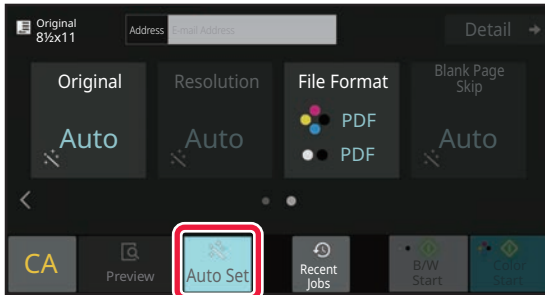 Original
8½x11
Address
E-mail Address
Detail
Original
Auto
Resolution
Auto
File Format
PDF
PDF
Blank Page
Skip
Auto
CA
Preview
Auto Set
Recent
Jobs
B/W
Start
Color
Start